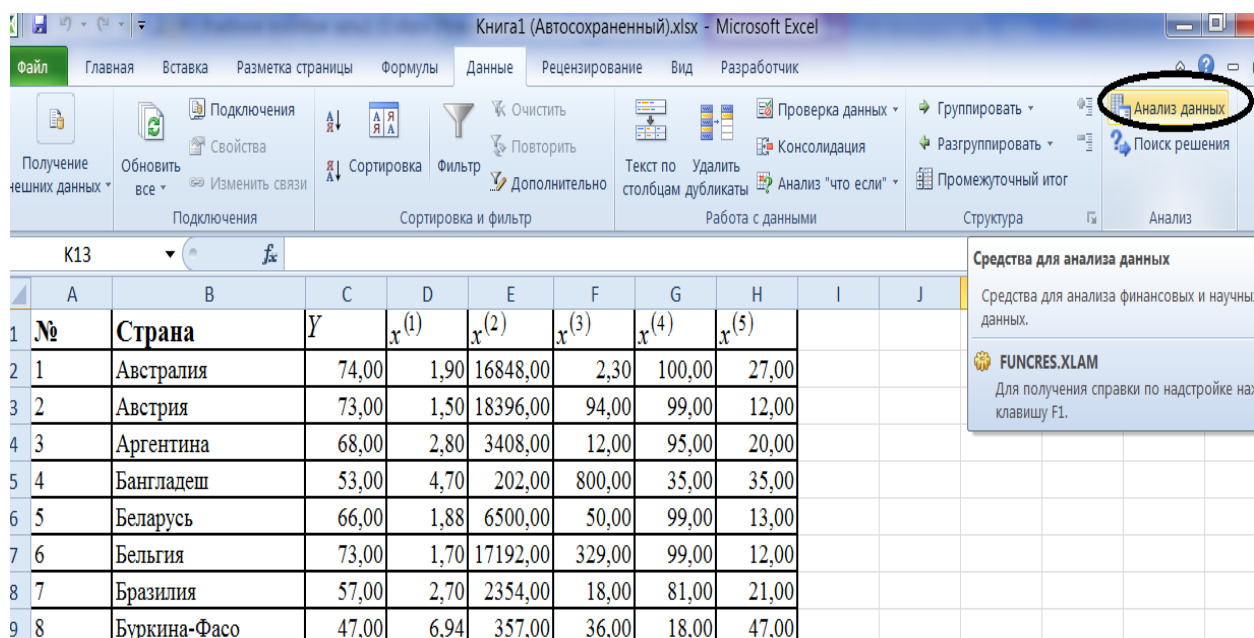 Книга1 (Автосохраненный).xlsx - Microsoft Excel
Файл Главная Вставка Разметка страницы Формулы Данные Рецензирование Вид Разработчик
Подключения Очистить Проверка данных Группировать Анализ данных
Свойства Повторить Консолидация Разгруппировать Поиск решения
Получение Обновить Сортировка Фильтр Текст по Удалить
нешних данных все Изменить связи Дополнительно столбцам дубликаты Анализ "что если" Промежуточный итог
Подключения Сортировка и фильтр Работа с данными Структура Анализ
K13 fx
Средства для анализа данных
Средства для анализа финансовых и научны
данных.
FUNCRES.XLAM
Для получения справки по надстройке на
клавишу F1.
A B C D E F G H I J
1 № Страна Y x(1) x(2) x(3) x(4) x(5)
2 1 Австралия 74,00 1,90 16848,00 2,30 100,00 27,00
3 2 Австрия 73,00 1,50 18396,00 94,00 99,00 12,00
4 3 Аргентина 68,00 2,80 3408,00 12,00 95,00 20,00
5 4 Бангладеш 53,00 4,70 202,00 800,00 35,00 35,00
6 5 Беларусь 66,00 1,88 6500,00 50,00 99,00 13,00
7 6 Бельгия 73,00 1,70 17192,00 329,00 99,00 12,00
8 7 Бразилия 57,00 2,70 2354,00 18,00 81,00 21,00
9 8 Буркина-Фасо 47,00 6,94 357,00 36,00 18,00 47,00